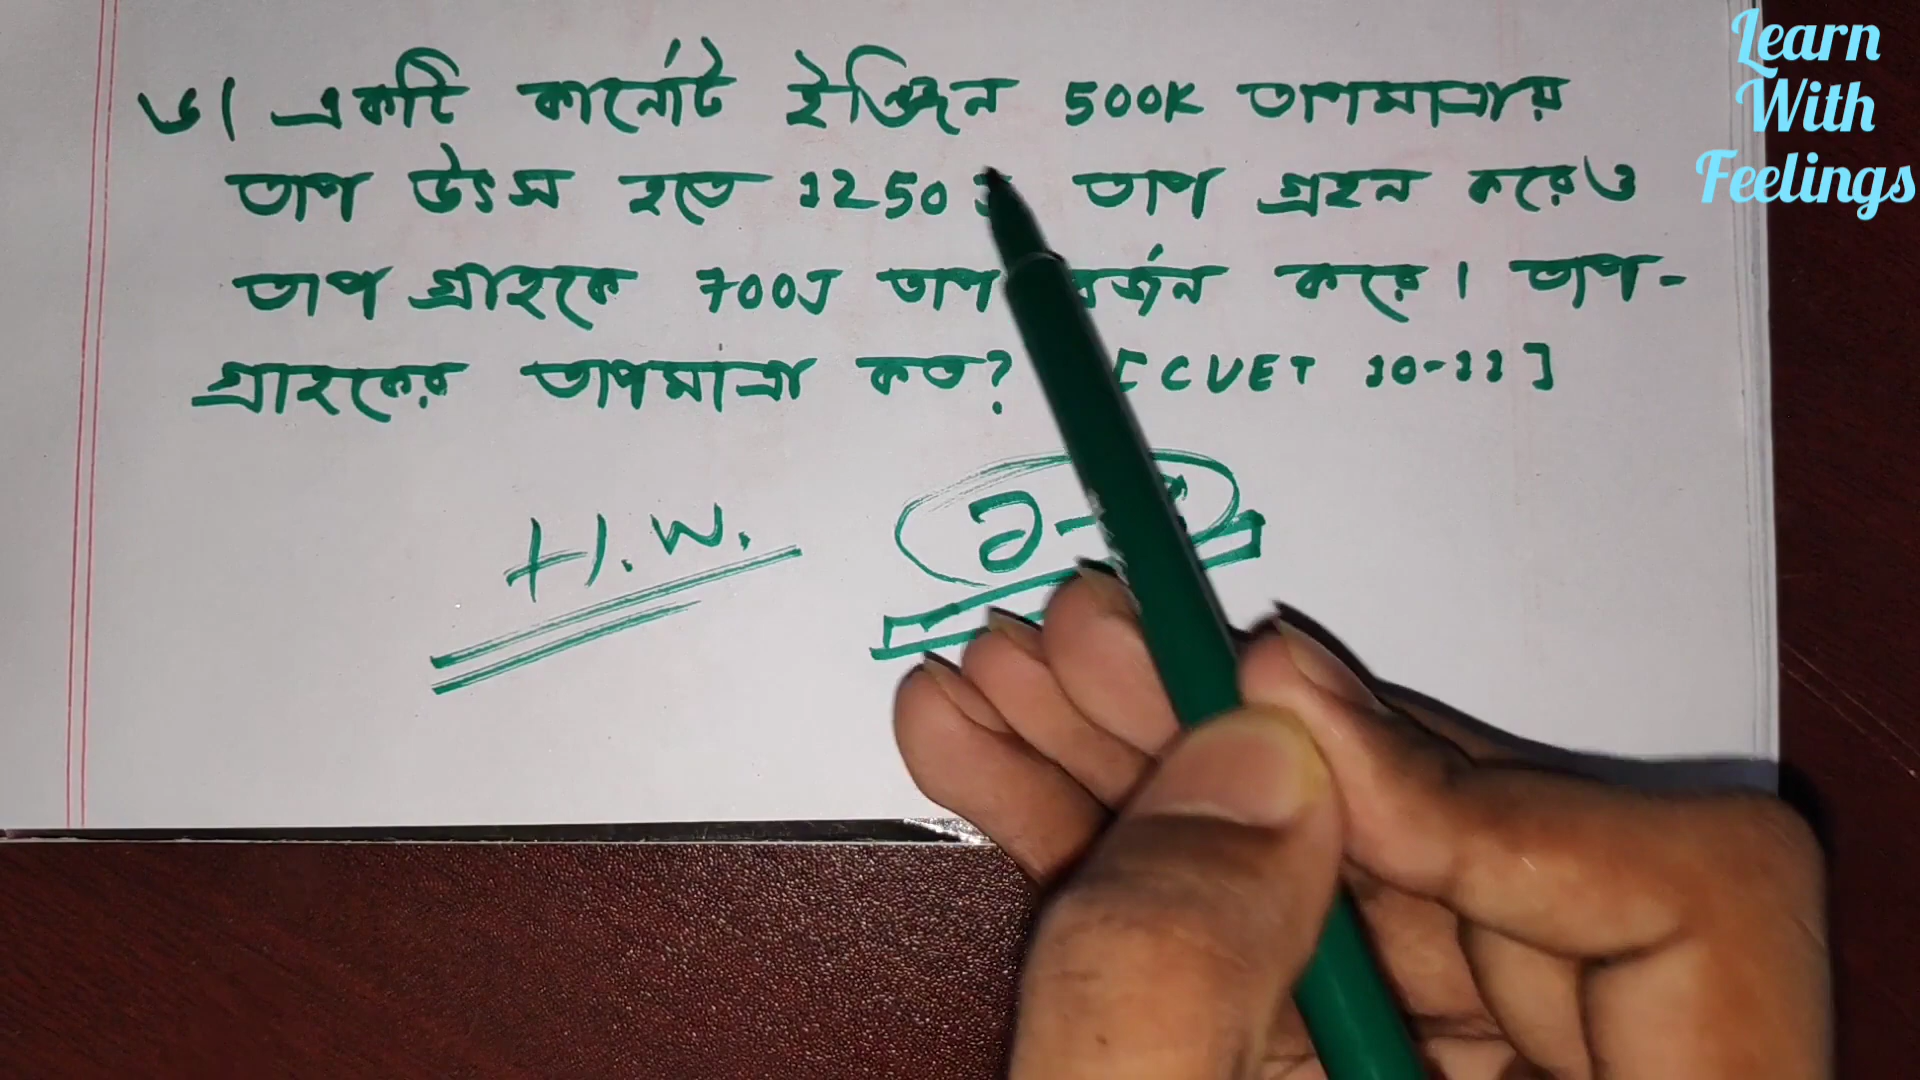 ৩। একটি কার্নোট ইঞ্জিন 500K তাপমাত্রায়
তাপ উৎস হতে 1250 J তাপ গ্রহন করে ও
তাপ গ্রাহকে 700J তাপ বর্জন করে। তাপ-
গ্রাহকের তাপমাত্রা কত? [CUET 10-11]
H.W.
Learn
With
Feelings